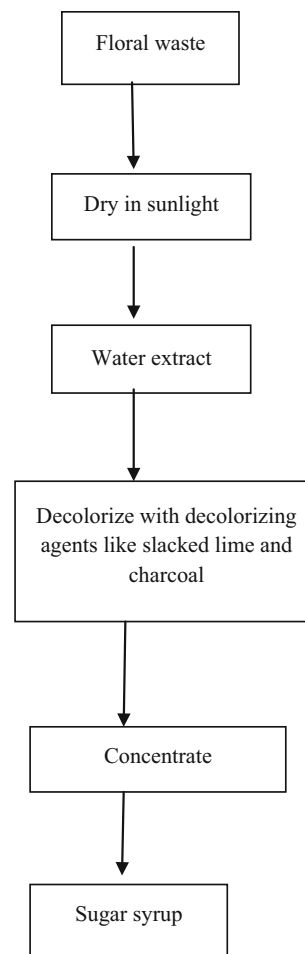 Floral waste
Dry in sunlight
Water extract
Decolorize with decolorizing
agents like slacked lime and
charcoal
Concentrate
Sugar syrup